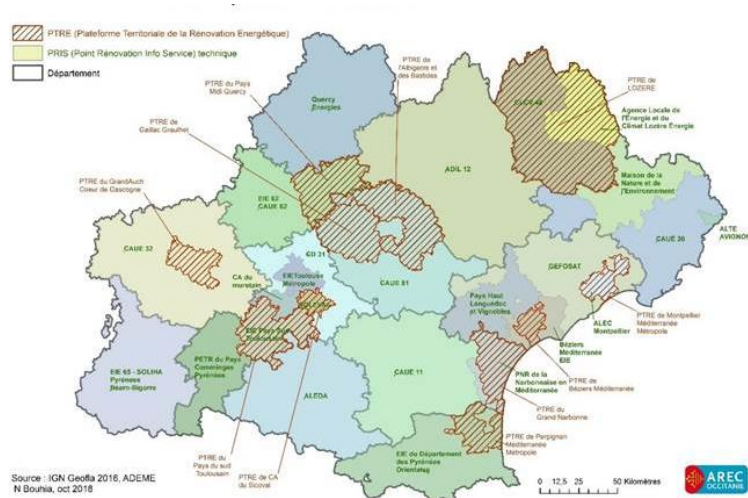 PTRE (Plateforme Territoriale de la Rénovation Energétique)
PRIS (Point Rénovation Info Service) technique
Département
PTRE du Pays
Midi Quercy
PTRE de
l'Albigeois et
des Bastides
PTRE de
LOZERE
Quercy
Energies
PTRE de
Gaillac Graulhet
Agence Locale de
l'Énergie et du
Climat Lozère Energie
ADIL 12
PTRE du GrandAuch
Coeur de Gascogne
CAUE 82
Maison de la
Nature et de
l'Environnement
ALTE
AVIGNON
CAUE 30
CAUE 32
CD 31
CA du
muretain
EIE Toulouse
Métropole
CAUE 81
GEFOSAT
Pays Haut
Languedoc
et Vignobles
ALEC
Montpellier
PTRE de Montpellier
Méditerranée
Métropole
EIE Pays Sud
Toulousain
Béziers
Méditerranée
EIE
PTRE de
Béziers Méditerranée
EIE 65 - SOLIHA
Pyrénées
Béarn-Bigorre
PETR du Pays
Comminges
Pyrénées
CAUE 11
PNR de la
Narbonnaise en
Méditerranée
PTRE du
Grand Narbonne
ALEDA
PTRE du
Pays du sud
Toulousain
PTRE de CA
du Sicoval
EIE du Département
des Pyrénées
Orientales
PTRE de Perpignan
Méditerranée
Métropole
Source : IGN Geofla 2016, ADEME
N Bouhia, oct 2016
0 12,5 25 50 Kilomètres
AREC
OCCITANIE